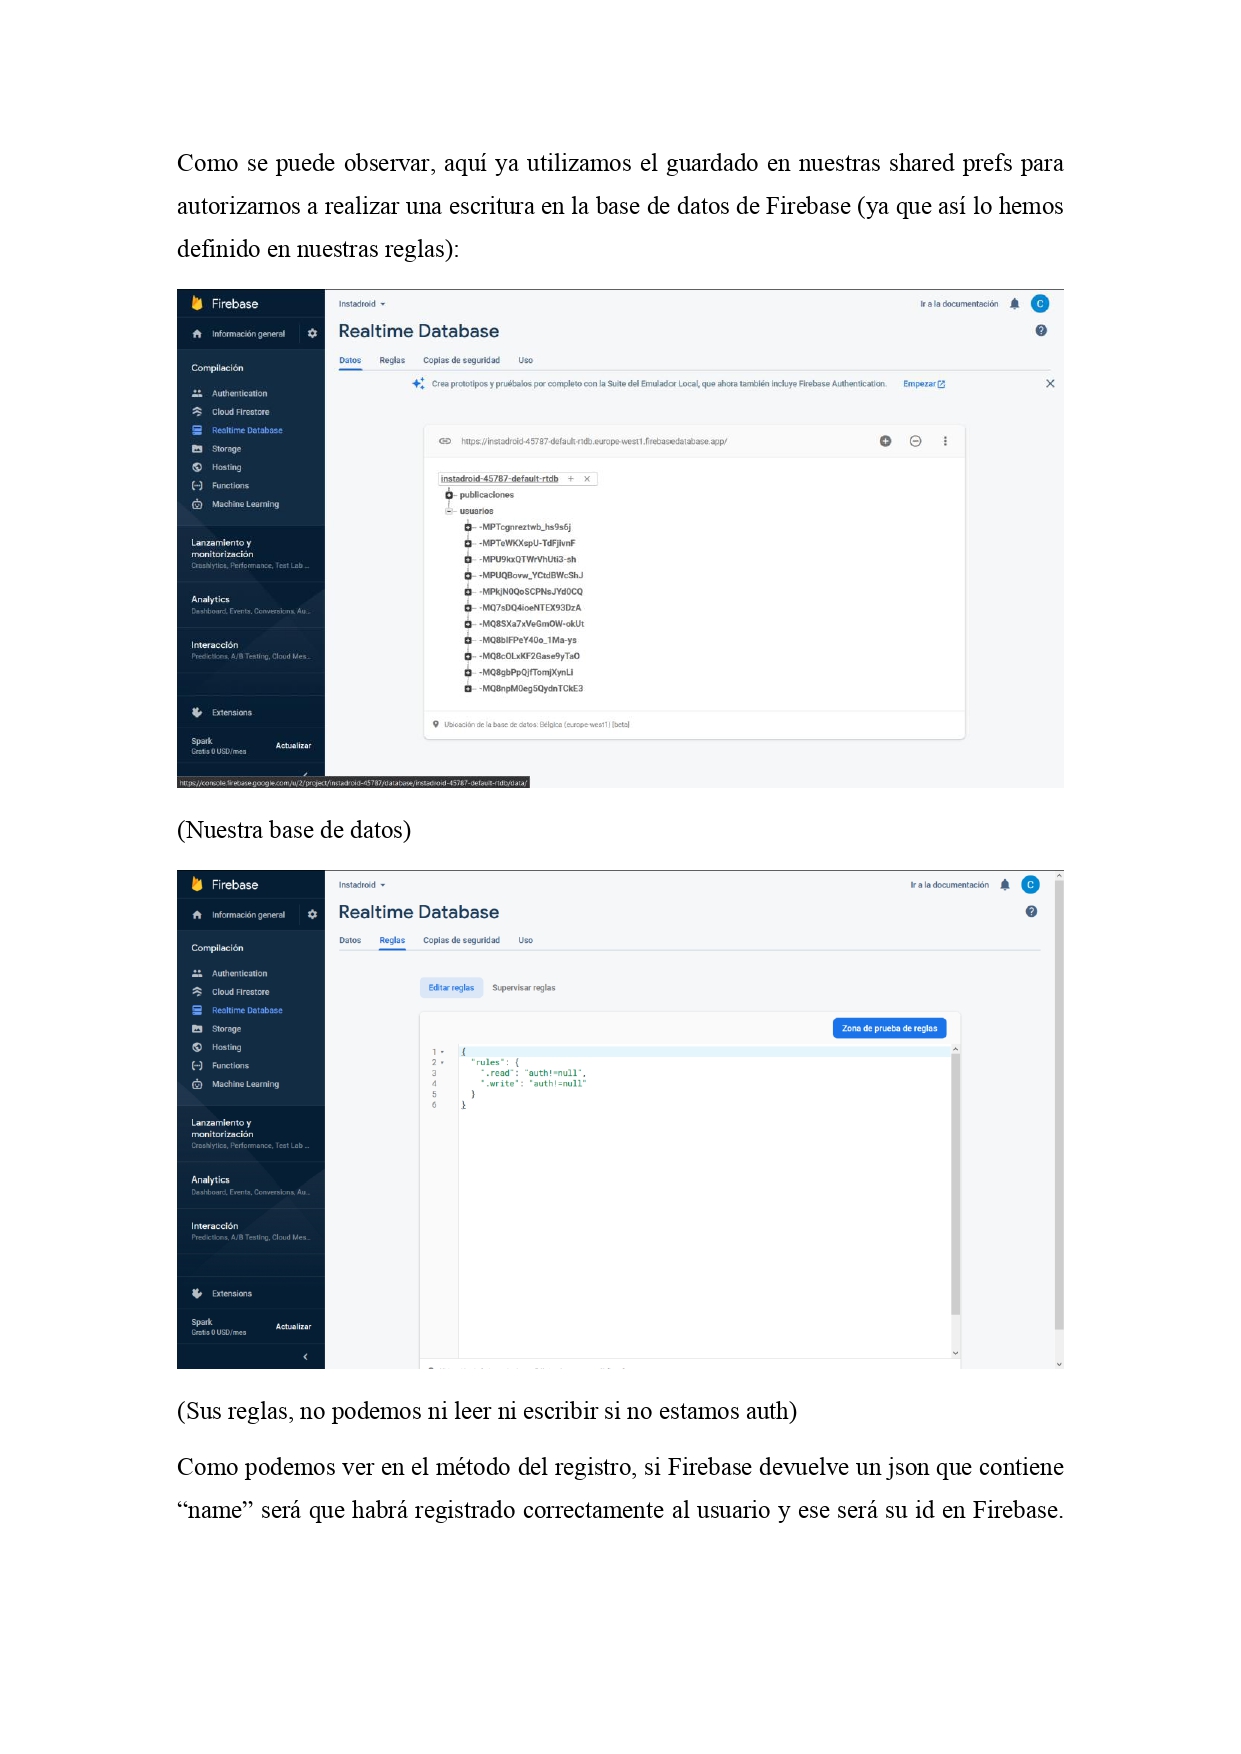 Como se puede observar, aquí ya utilizamos el guardado en nuestras shared prefs para
autorizarnos a realizar una escritura en la base de datos de Firebase (ya que así lo hemos
definido en nuestras reglas):
Firebase
Instadroid
Ir a la documentación
C
Información general
Realtime Database
Compilación
Datos Reglas Copias de seguridad Uso
Crea prototipos y pruébalos por completo con la Suite del Emulador Local, que ahora también incluye Firebase Authentication. Empezar
Authentication
Cloud Firestore
Realtime Database
Storage
Hosting
Functions
Machine Learning
https://instadroid-45787-default-rtdb.europe-west1.firebasedatabase.app/
instadroid-45787-default-rtdb
publicaciones
usuarios
-MPTcgnreztwb_hs9s6j
-MPTeWKXspU-TdFjivnF
-MPU9kxQTWrVhUti3-sh
-MPUQBovw_YCtdBWcShJ
-MPkjN0QoSCPNsJYd0CQ
-MQ7sDQ4ioeNTEX93DzA
-MQ8SXa7xVeGmOW-okUt
-MQ8blFPeY40o_1Ma-ys
-MQ8cOLxKF2Gase9yTaO
-MQ8gbPpQjfTomjXynLi
-MQ8npM0eg5QydnTCkE3
Lanzamiento y
monitorización
Crashlytics, Performance, Test Lab ...
Analytics
Dashboard, Events, Conversions, Au...
Interacción
Predictions, A/B Testing, Cloud Mes...
Extensions
Spark
Gratis 0 USD/mes
Actualizar
Ubicación de la base de datos: Bélgica (europe-west1) [beta]
https://console.firebase.google.com/u/2/project/instadroid-45787/database/instadroid-45787-default-rtdb/data/
(Nuestra base de datos)
Firebase
Instadroid
Ir a la documentación
C
Información general
Realtime Database
Compilación
Datos Reglas Copias de seguridad Uso
Authentication
Cloud Firestore
Realtime Database
Storage
Hosting
Functions
Machine Learning
Editar reglas Supervisar reglas
Zona de prueba de reglas
1 {
2 "rules": {
3 ".read": "auth!=null",
4 ".write": "auth!=null"
5 }
6 }
Lanzamiento y
monitorización
Crashlytics, Performance, Test Lab ...
Analytics
Dashboard, Events, Conversions, Au...
Interacción
Predictions, A/B Testing, Cloud Mes...
Extensions
Spark
Gratis 0 USD/mes
Actualizar
(Sus reglas, no podemos ni leer ni escribir si no estamos auth)
Como podemos ver en el método del registro, si Firebase devuelve un json que contiene
“name” será que habrá registrado correctamente al usuario y ese será su id en Firebase.